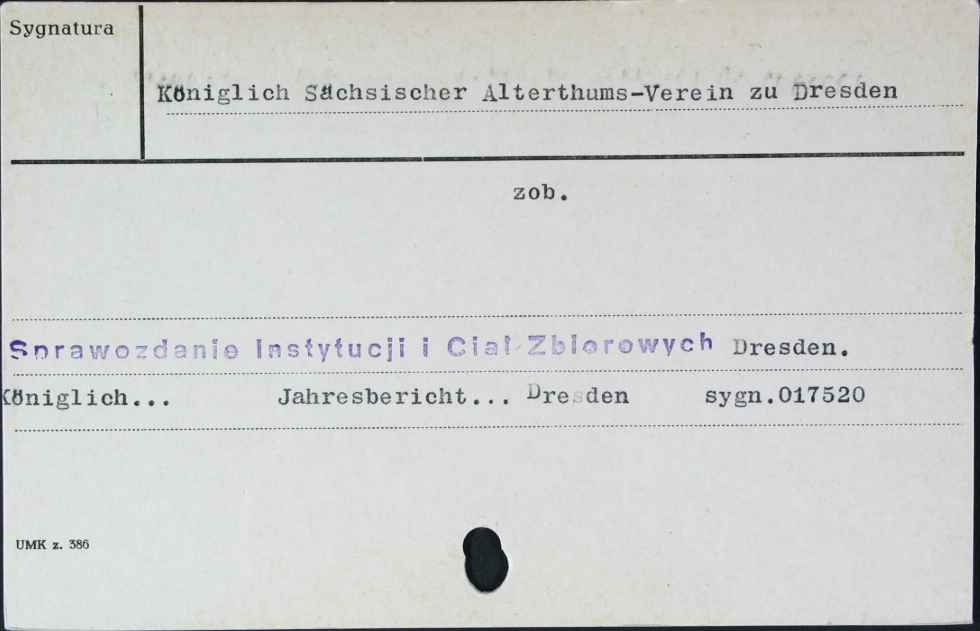 Sygnatura
Königlich Sächsischer Alterthums-Verein zu Dresden
zob.
Sprawozdanie Instytucji i Ciał Zbiorowych Dresden.
Königlich... Jahresbericht... Dresden sygn.017520
UMK z. 386